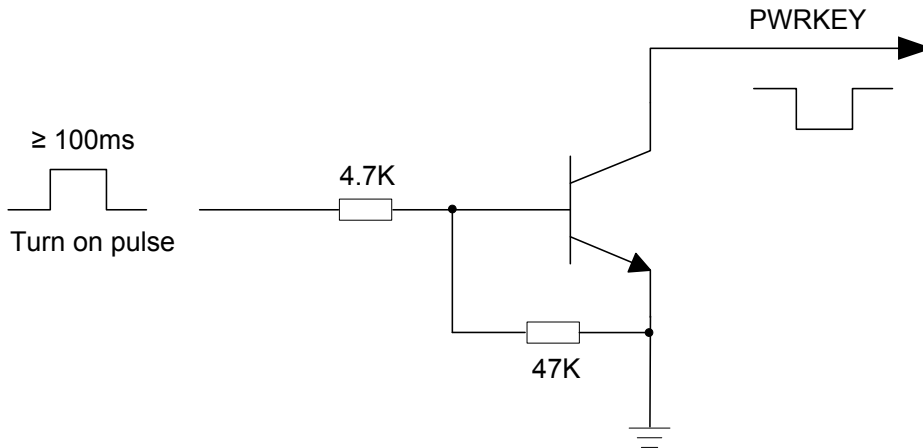 PWRKEY
≥ 100ms
4.7K
Turn on pulse
47K